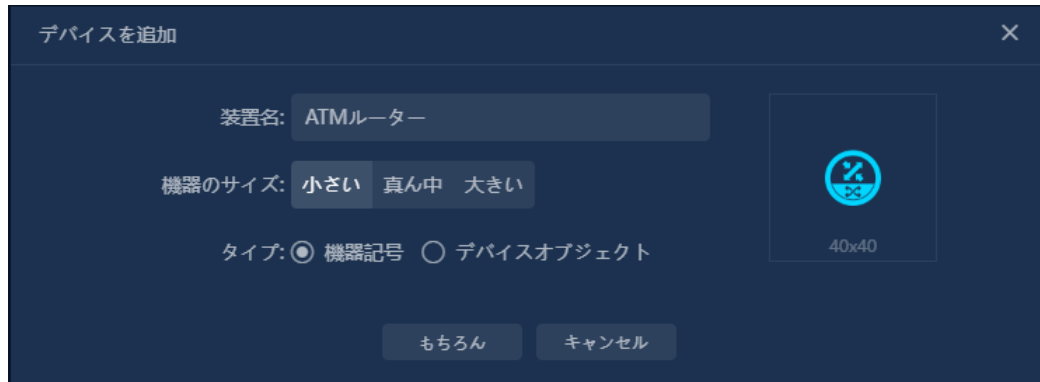 デバイスを追加 ×
装置名: ATMルーター
機器のサイズ: 小さい 真ん中 大きい
40x40
タイプ: 機器記号 デバイスオブジェクト
もちろん キャンセル